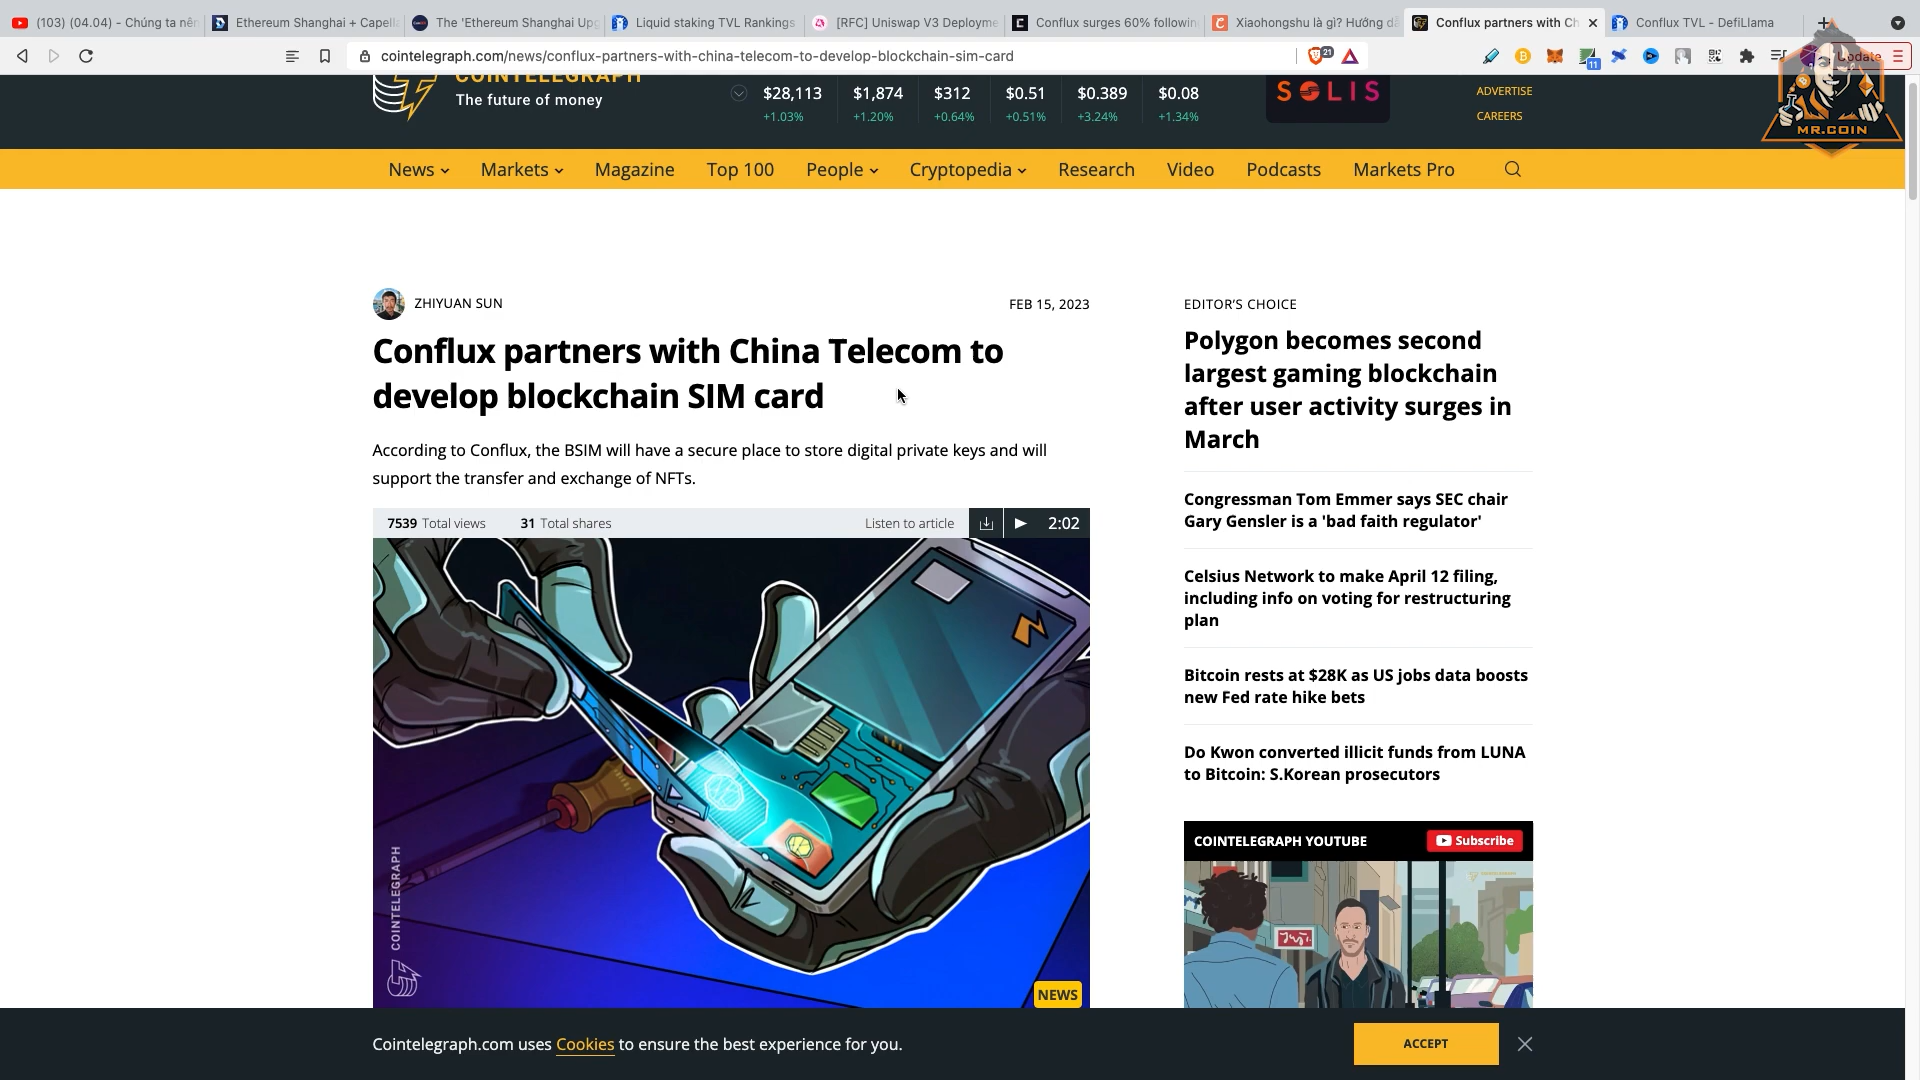 (103) (04.04) - Chúng ta nên
Ethereum Shanghai + Capella
The 'Ethereum Shanghai Upg
Liquid staking TVL Rankings
[RFC] Uniswap V3 Deployme
Conflux surges 60% followin
Xiaohongshu là gì? Hướng dẫ
Conflux partners with Ch
Conflux TVL - DefiLlama
cointelegraph.com/news/conflux-partners-with-china-telecom-to-develop-blockchain-sim-card
21
11
Update
COINTELEGRAPH
The future of money
$28,113 $1,874 $312 $0.51 $0.389 $0.08
+1.03% +1.20% +0.64% +0.51% +3.24% +1.34%
SOLIS
ADVERTISE
CAREERS
MR.COIN
News Markets Magazine Top 100 People Cryptopedia Research Video Podcasts Markets Pro
ZHIYUAN SUN
FEB 15, 2023
Conflux partners with China Telecom to
develop blockchain SIM card
According to Conflux, the BSIM will have a secure place to store digital private keys and will
support the transfer and exchange of NFTs.
7539 Total views 31 Total shares Listen to article 2:02
COINTELEGRAPH
NEWS
EDITOR'S CHOICE
Polygon becomes second
largest gaming blockchain
after user activity surges in
March
Congressman Tom Emmer says SEC chair
Gary Gensler is a 'bad faith regulator'
Celsius Network to make April 12 filing,
including info on voting for restructuring
plan
Bitcoin rests at $28K as US jobs data boosts
new Fed rate hike bets
Do Kwon converted illicit funds from LUNA
to Bitcoin: S.Korean prosecutors
COINTELEGRAPH YOUTUBE Subscribe
Cointelegraph.com uses Cookies to ensure the best experience for you.
ACCEPT